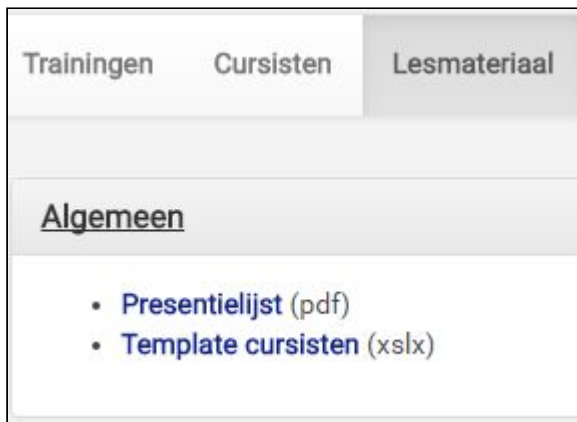 Trainingen Cursisten Lesmateriaal
Algemeen
• Presentielijst (pdf)
• Template cursisten (xslx)